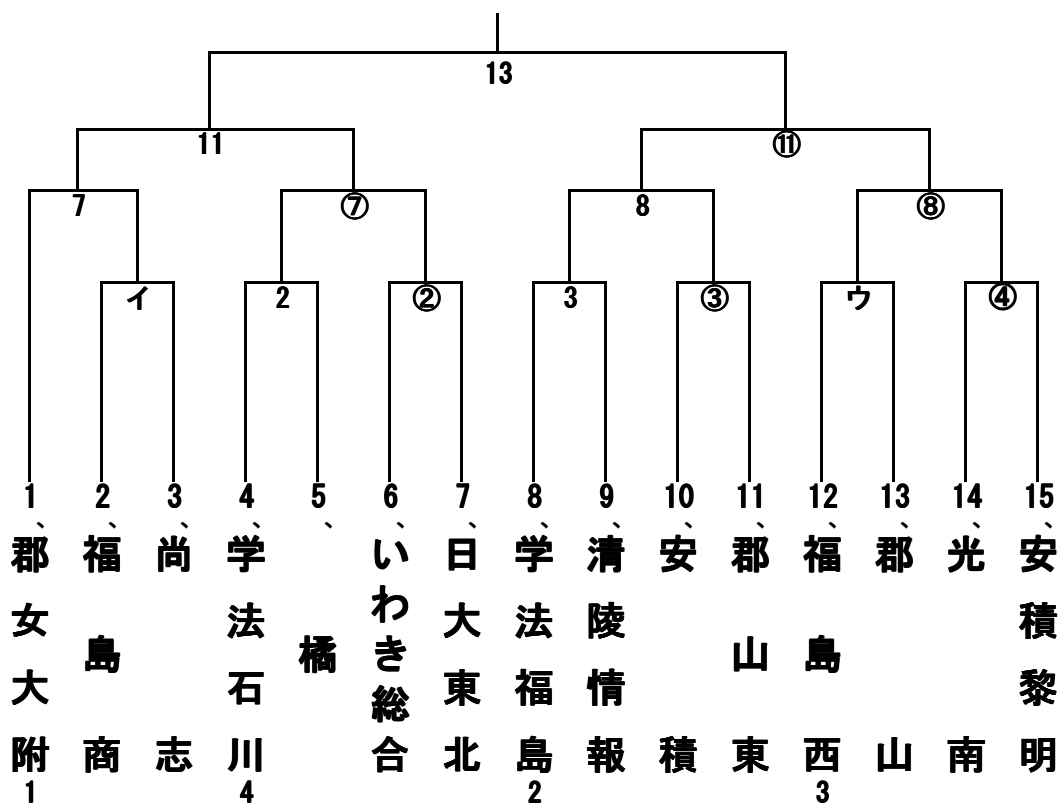 13
11 ⑪
7 ⑦ 8 ⑧
イ 2 ② 3 ③ ウ ④
1、郡女大附 1
2、福島商
3、尚志
4、学法石川 4
5、橘
6、いわき総合
7、日大東北
8、学法福島 2
9、清陵情報
10、安積
11、郡山東
12、福島西 3
13、郡山
14、光南
15、安積黎明